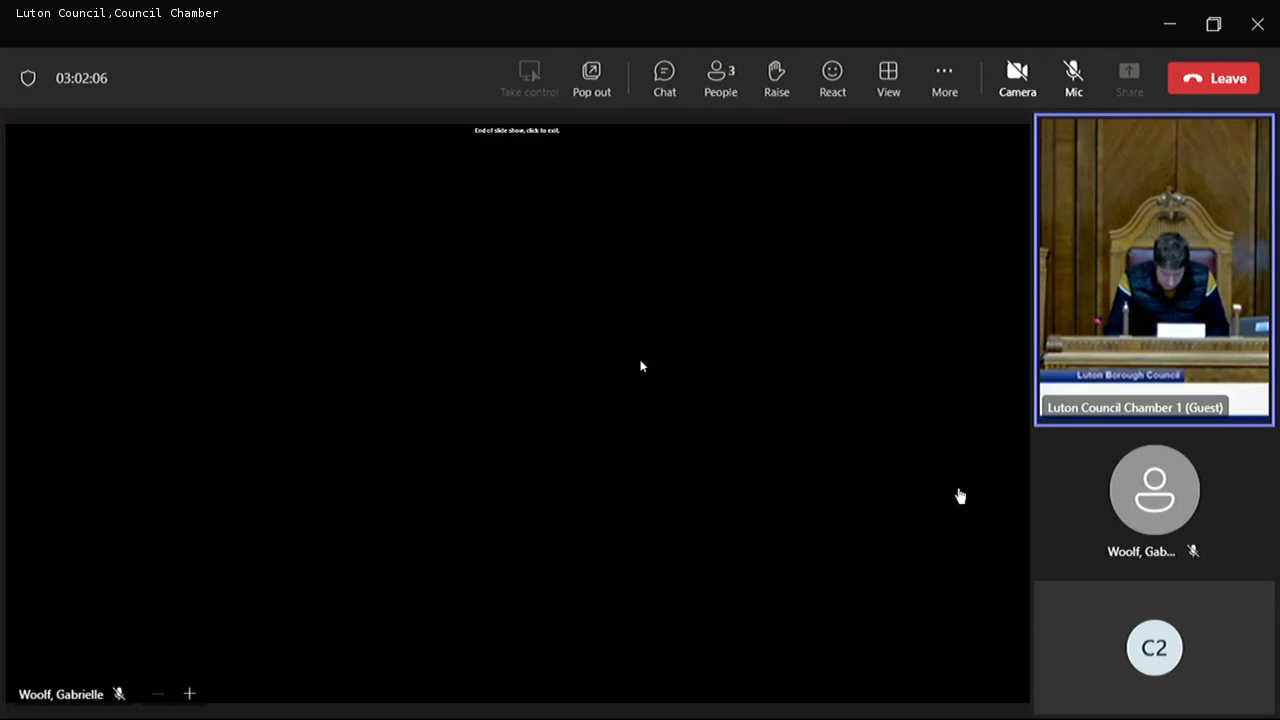 Luton Council,Council Chamber
03:02:06
Take control
Pop out
Chat
3
People
Raise
React
View
More
Camera
Mic
Share
Leave
End of slide show, click to exit.
Luton Borough Council
Luton Council Chamber 1 (Guest)
Woolf, Gab...
C2
Woolf, Gabrielle